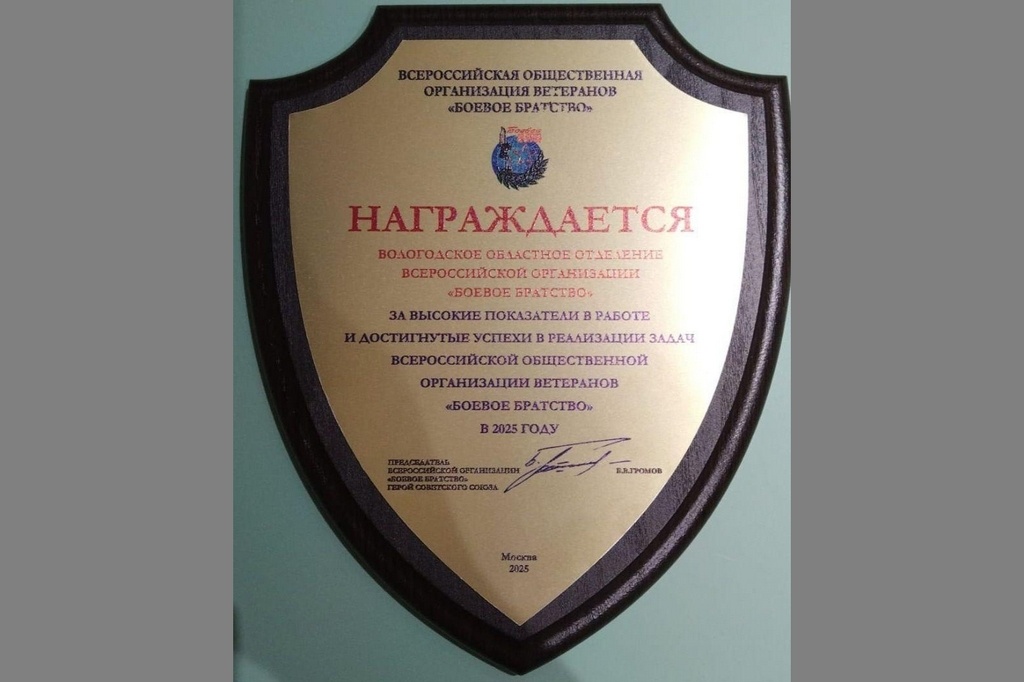 ВСЕРОССИЙСКАЯ ОБЩЕСТВЕННАЯ
ОРГАНИЗАЦИЯ ВЕТЕРАНОВ
«БОЕВОЕ БРАТСТВО»
НАГРАЖДАЕТСЯ
ВОЛОГОДСКОЕ ОБЛАСТНОЕ ОТДЕЛЕНИЕ
ВСЕРОССИЙСКОЙ ОРГАНИЗАЦИИ
«БОЕВОЕ БРАТСТВО»
ЗА ВЫСОКИЕ ПОКАЗАТЕЛИ В РАБОТЕ
И ДОСТИГНУТЫЕ УСПЕХИ В РЕАЛИЗАЦИИ ЗАДАЧ
ВСЕРОССИЙСКОЙ ОБЩЕСТВЕННОЙ
ОРГАНИЗАЦИИ ВЕТЕРАНОВ
«БОЕВОЕ БРАТСТВО»
В 2025 ГОДУ
ПРЕДСЕДАТЕЛЬ
ВСЕРОССИЙСКОЙ ОРГАНИЗАЦИИ
«БОЕВОЕ БРАТСТВО»
ГЕРОЙ СОВЕТСКОГО СОЮЗА
Б.В.ГРОМОВ
Москва
2025